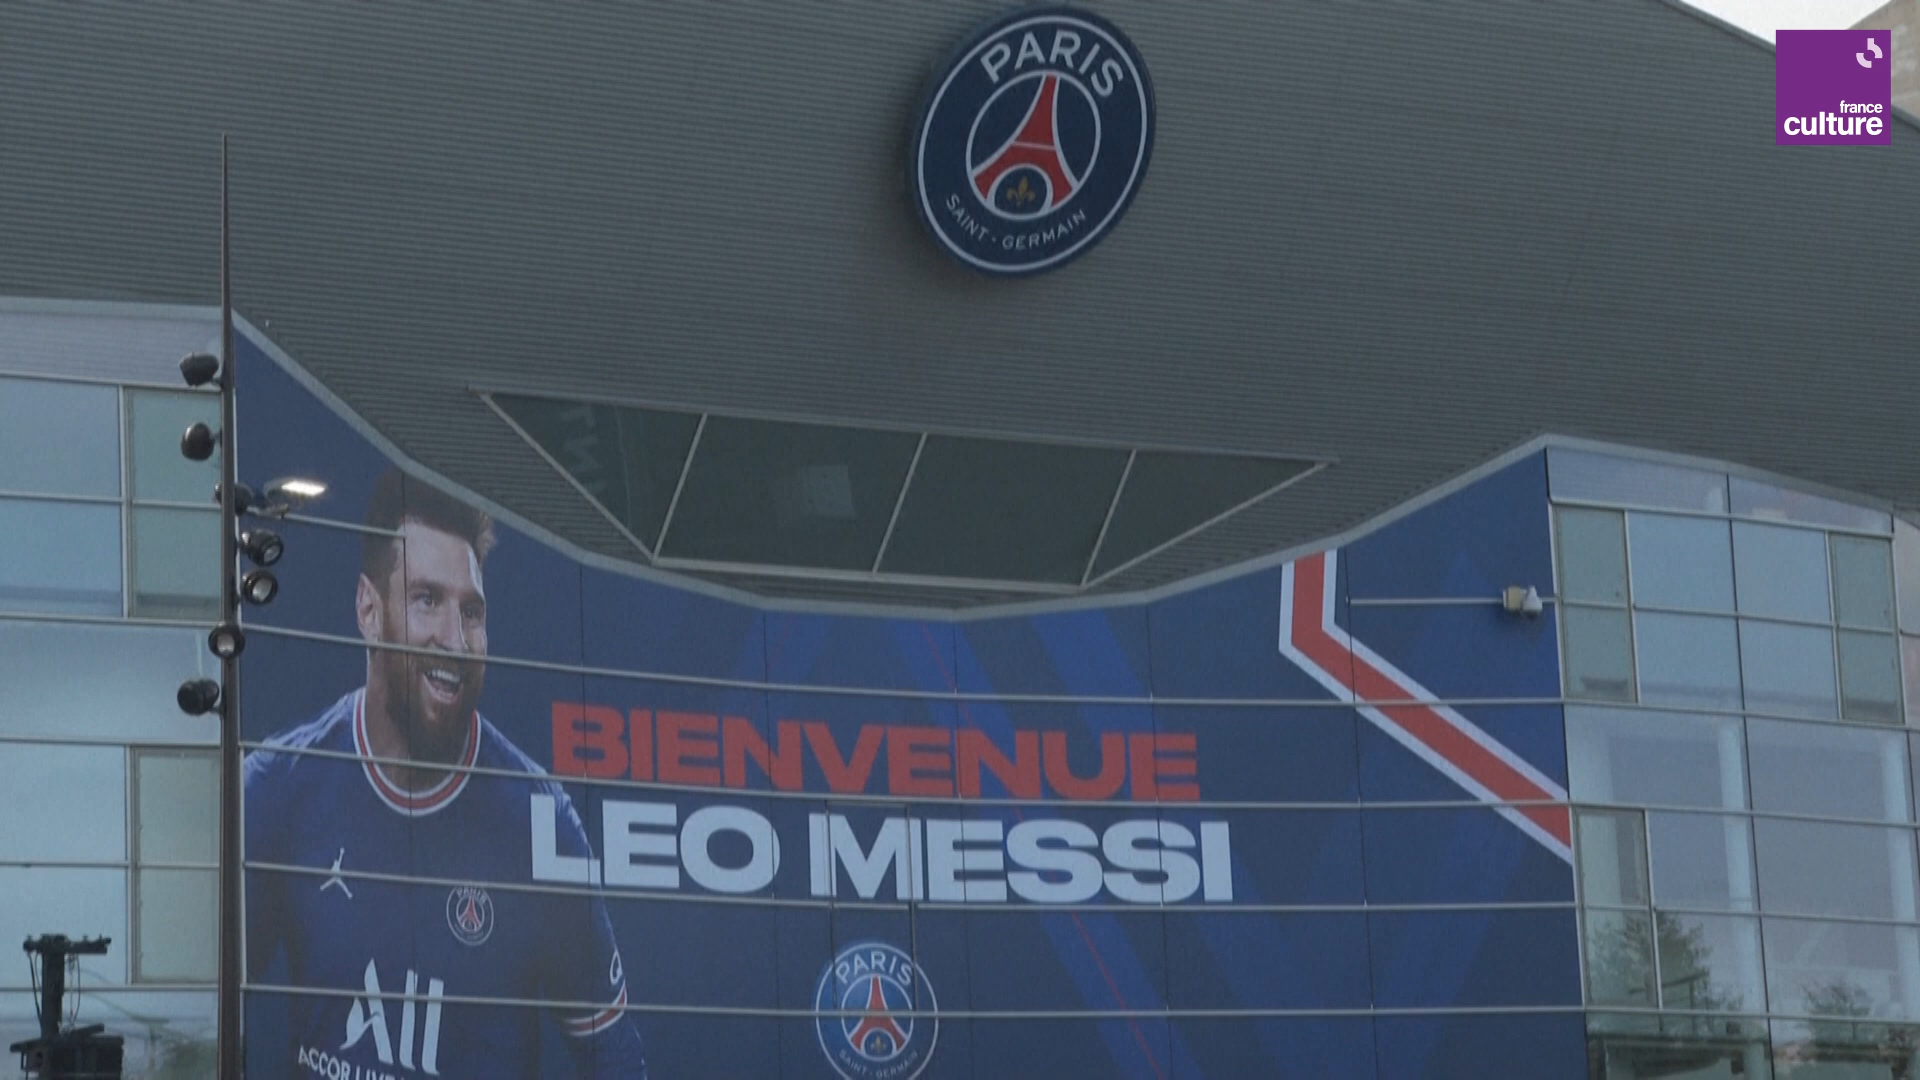 PARIS
SAINT-GERMAIN
france
culture
BIENVENUE
LEO MESSI
PARIS
All
ACCOR LIVE
PARIS
SAINT-GERMAIN